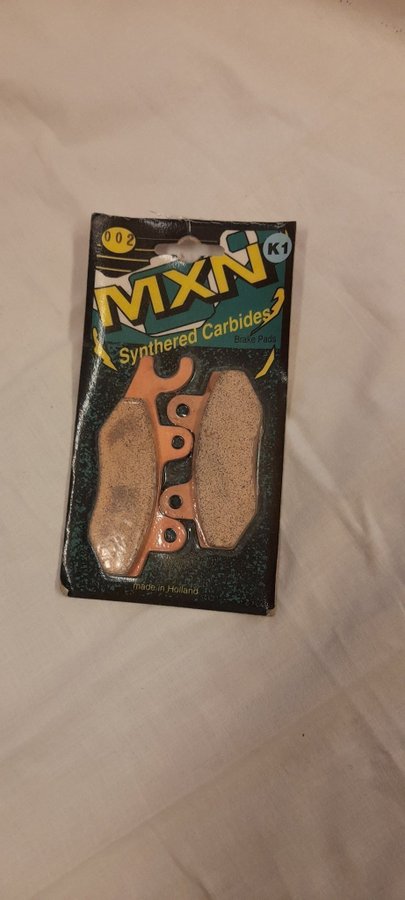 002
K1
MXN
Synthered Carbides
Brake Pads
made in Holland